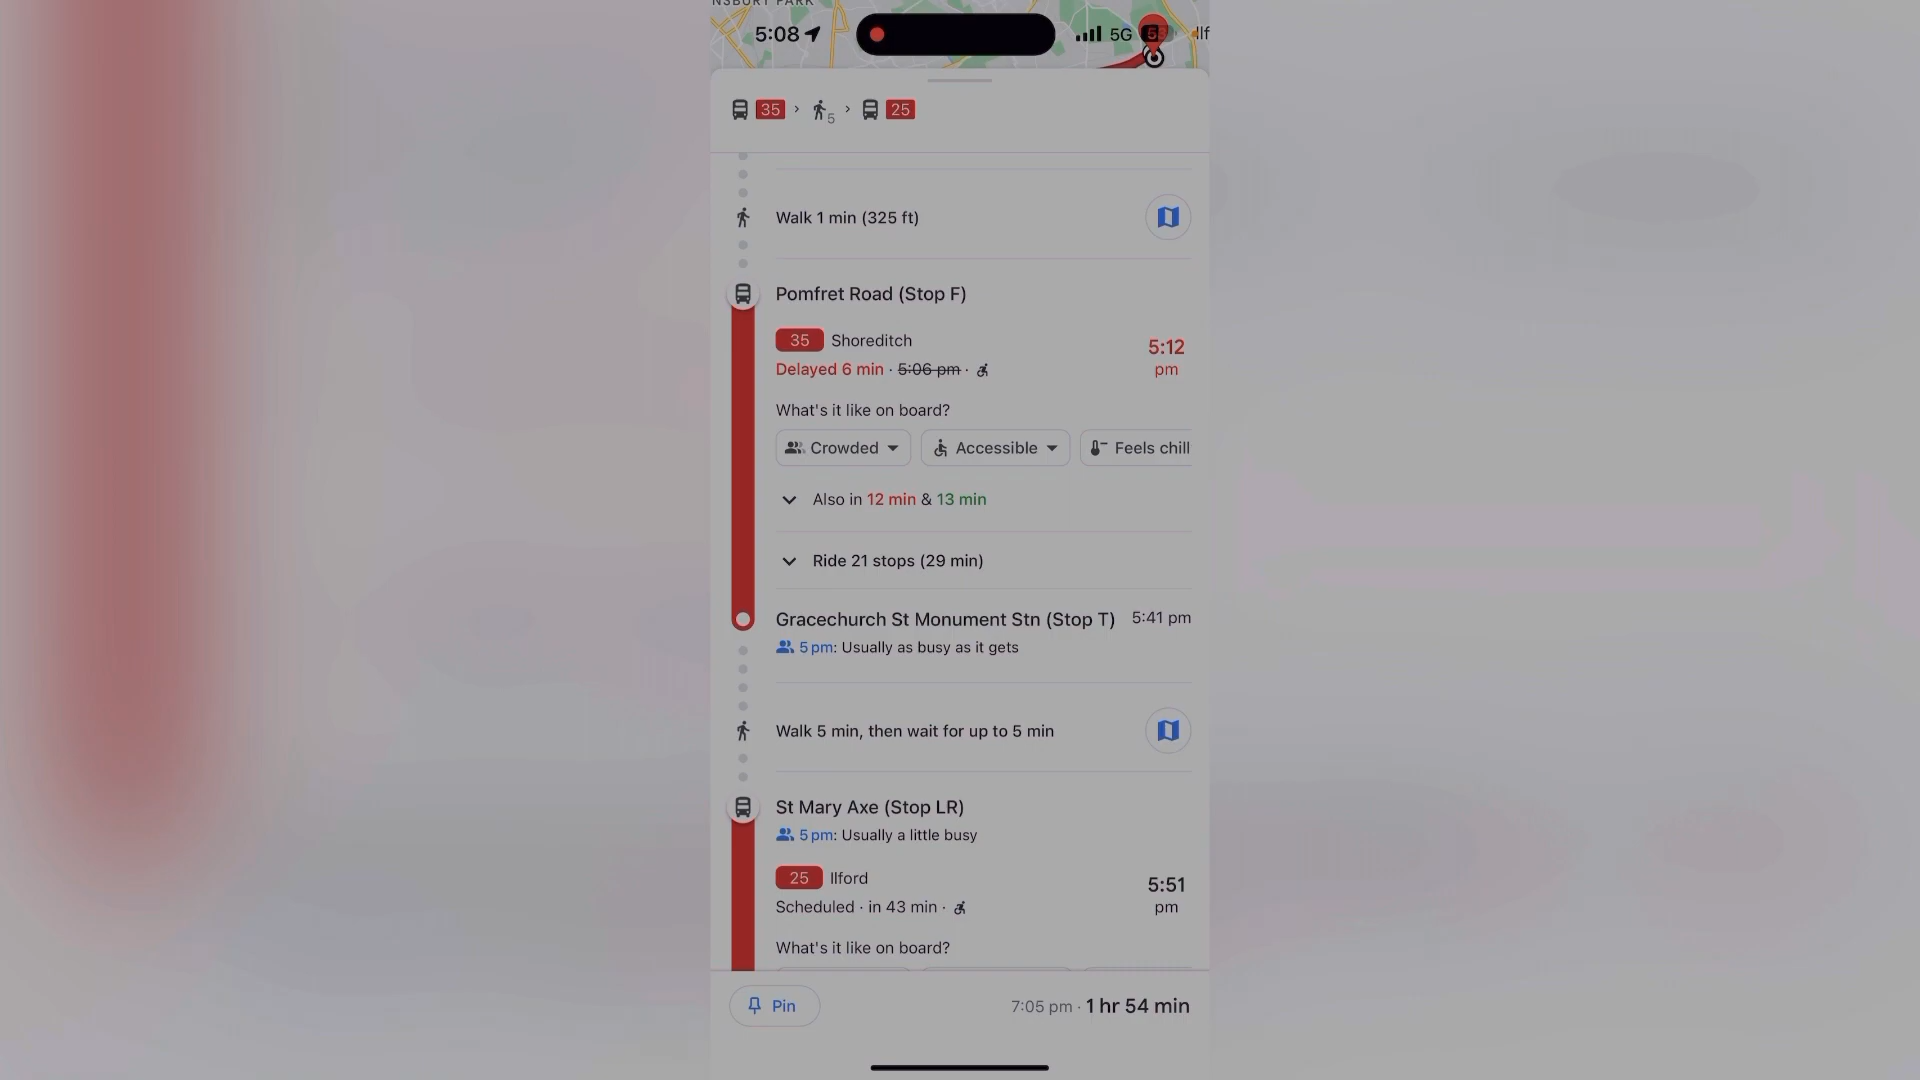 NSBURY PARK
5:08
5G
Ilf
35 > 5 > 25
Walk 1 min (325 ft)
Pomfret Road (Stop F)
35 Shoreditch
5:12 pm
Delayed 6 min · 5:06 pm ·
What's it like on board?
Crowded
Accessible
Feels chill
Also in 12 min & 13 min
Ride 21 stops (29 min)
Gracechurch St Monument Stn (Stop T) 5:41 pm
5 pm: Usually as busy as it gets
Walk 5 min, then wait for up to 5 min
St Mary Axe (Stop LR)
5 pm: Usually a little busy
25 Ilford
5:51 pm
Scheduled · in 43 min ·
What's it like on board?
Pin
7:05 pm · 1 hr 54 min